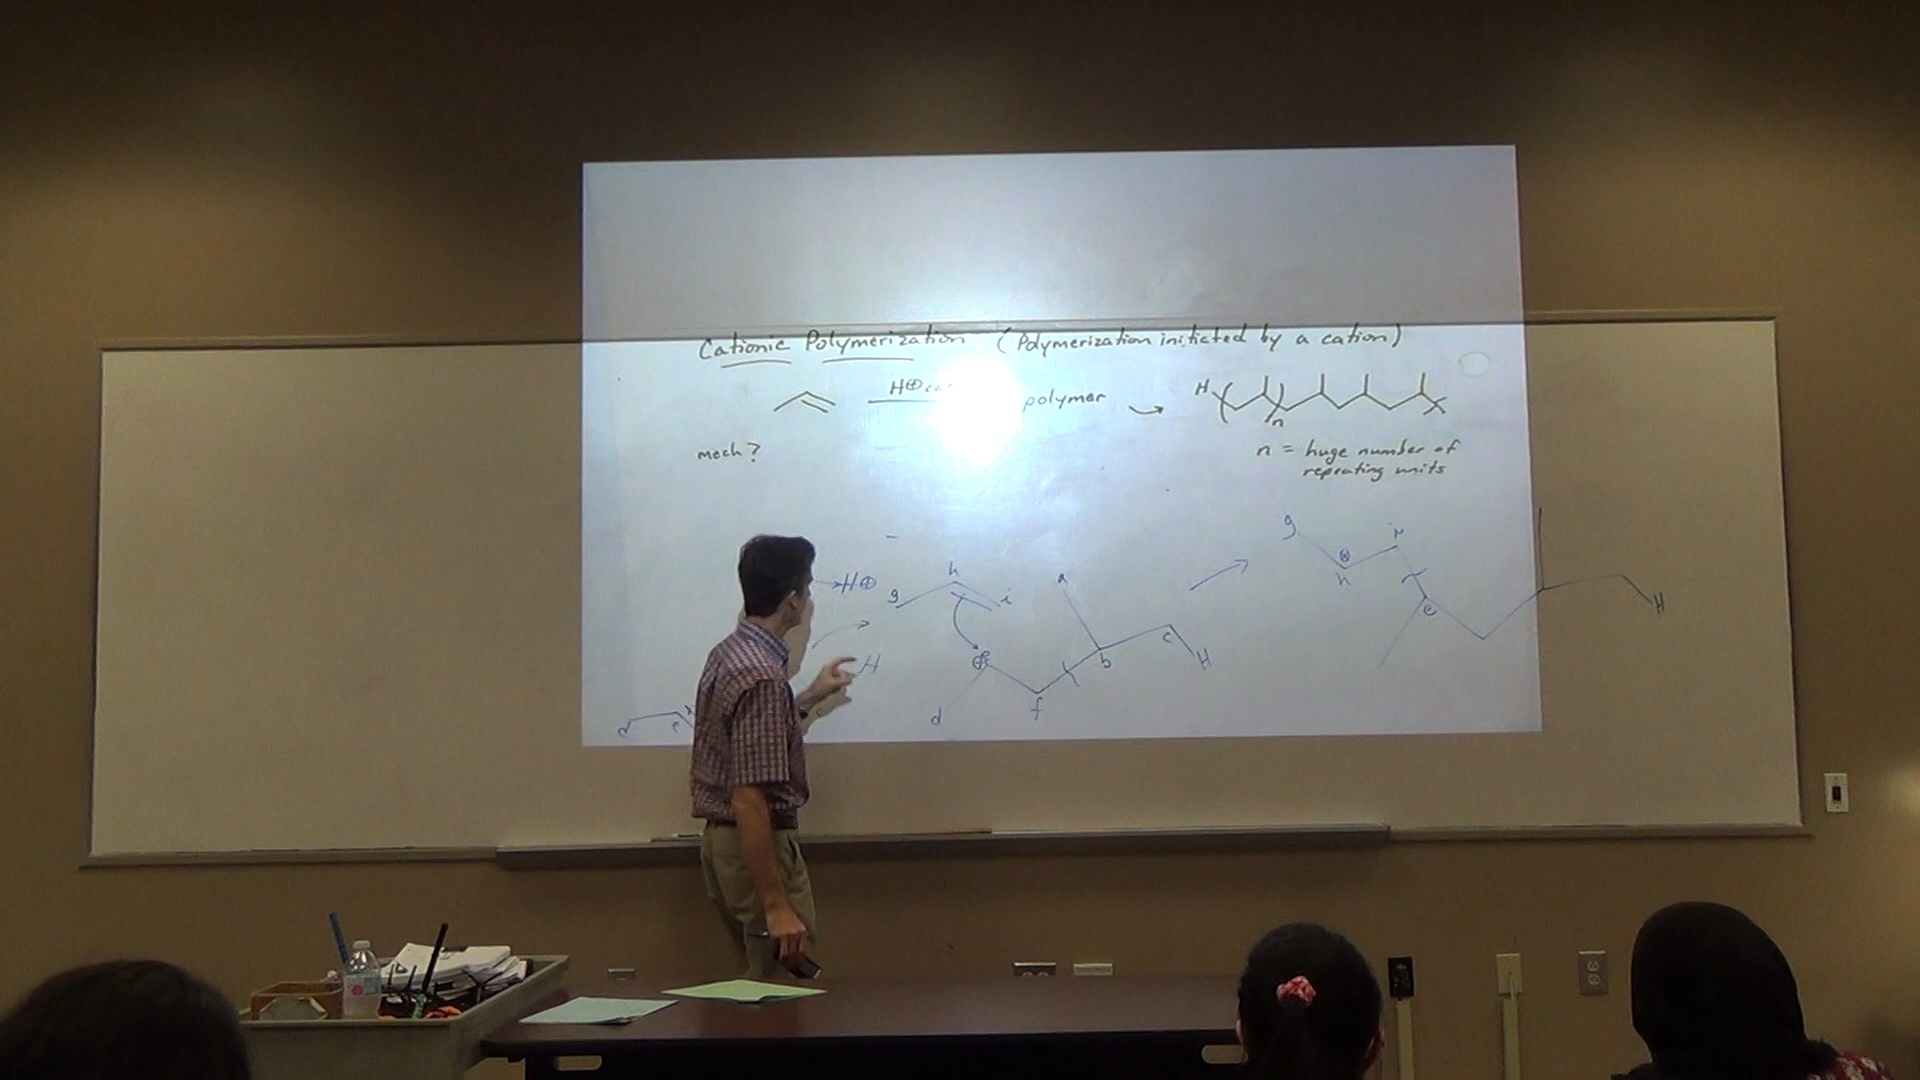 Cationic Polymerization (Polymerization initiated by a cation)
H⊕ polymer
H n
mech?
n = huge number of
repeating units
H⊕ g h i a
g ⊕ h i
e
H
d ⊕ f b c H
H